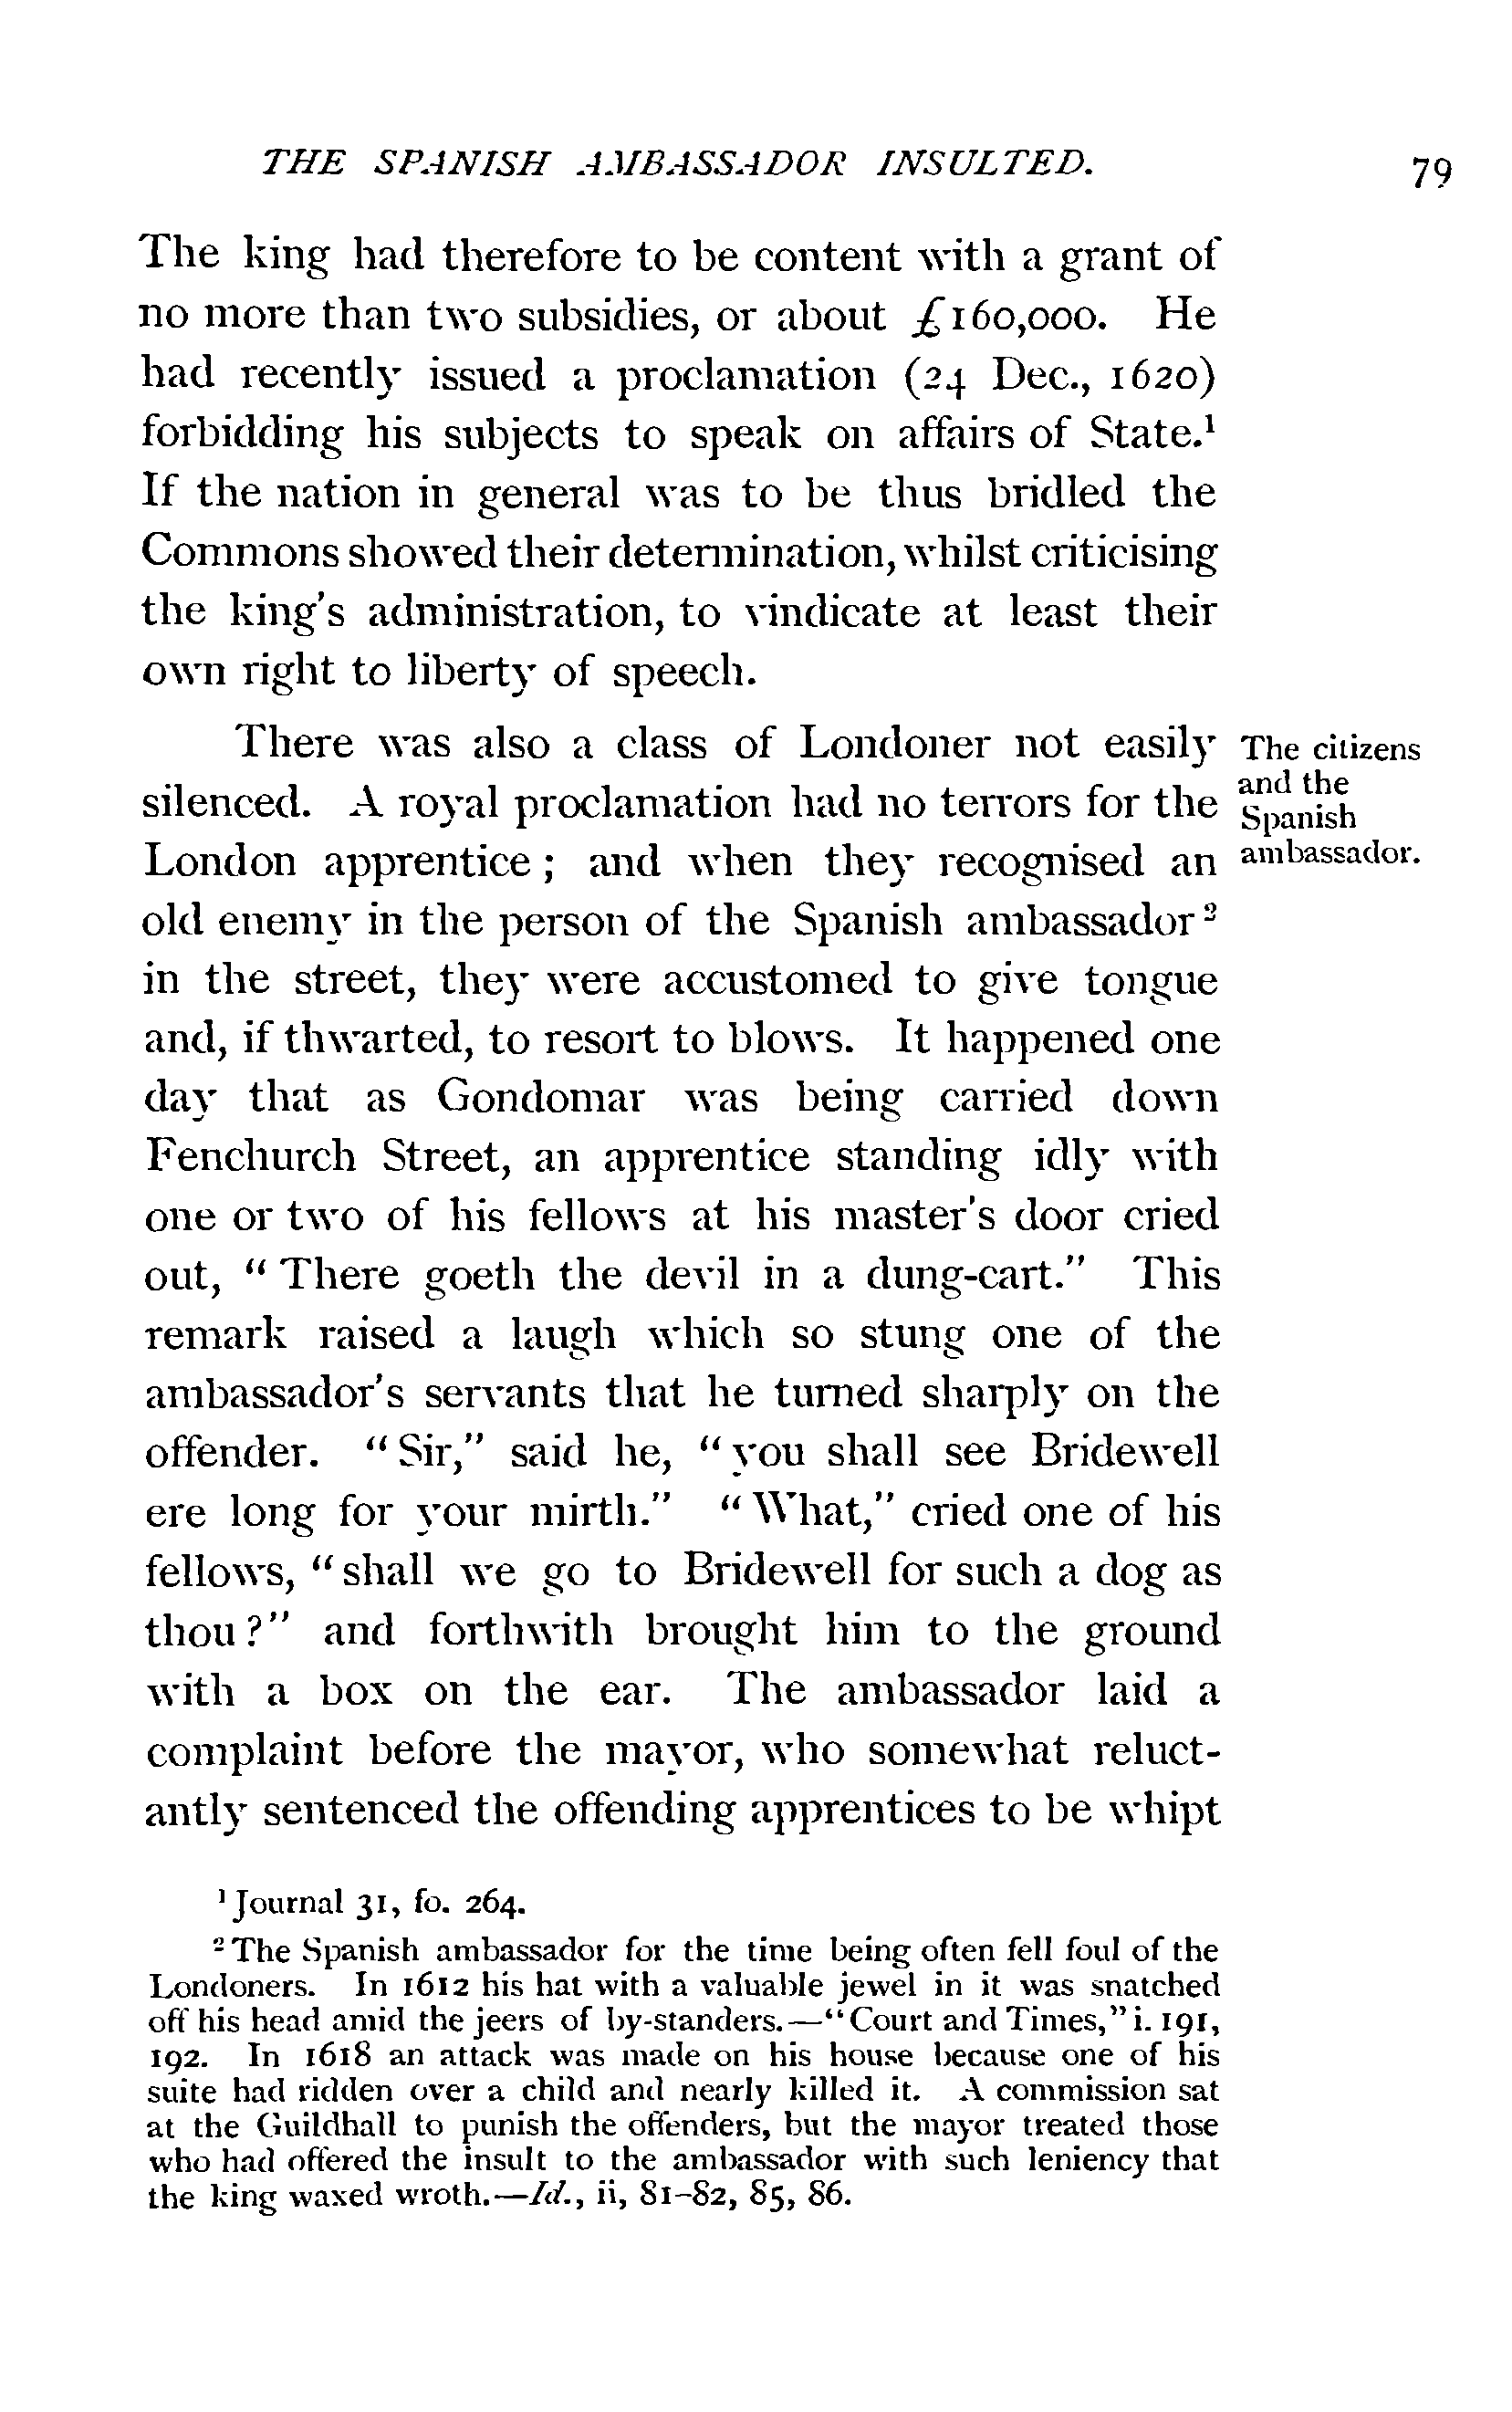 THE SPANISH AMBASSADOR INSULTED. 79
The king had therefore to be content with a grant of
no more than two subsidies, or about £160,000. He
had recently issued a proclamation (24 Dec., 1620)
forbidding his subjects to speak on affairs of State.¹
If the nation in general was to be thus bridled the
Commons showed their determination, whilst criticising
the king's administration, to vindicate at least their
own right to liberty of speech.
There was also a class of Londoner not easily
silenced. A royal proclamation had no terrors for the
London apprentice; and when they recognised an
old enemy in the person of the Spanish ambassador²
in the street, they were accustomed to give tongue
and, if thwarted, to resort to blows. It happened one
day that as Gondomar was being carried down
Fenchurch Street, an apprentice standing idly with
one or two of his fellows at his master's door cried
out, "There goeth the devil in a dung-cart." This
remark raised a laugh which so stung one of the
ambassador's servants that he turned sharply on the
offender. "Sir," said he, "you shall see Bridewell
ere long for your mirth." "What," cried one of his
fellows, "shall we go to Bridewell for such a dog as
thou?" and forthwith brought him to the ground
with a box on the ear. The ambassador laid a
complaint before the mayor, who somewhat reluct-
antly sentenced the offending apprentices to be whipt
The citizens
and the
Spanish
ambassador.
¹ Journal 31, fo. 264.
² The Spanish ambassador for the time being often fell foul of the
Londoners. In 1612 his hat with a valuable jewel in it was snatched
off his head amid the jeers of by-standers.—"Court and Times," i. 191,
192. In 1618 an attack was made on his house because one of his
suite had ridden over a child and nearly killed it. A commission sat
at the Guildhall to punish the offenders, but the mayor treated those
who had offered the insult to the ambassador with such leniency that
the king waxed wroth.—Id., ii, 81–82, 85, 86.